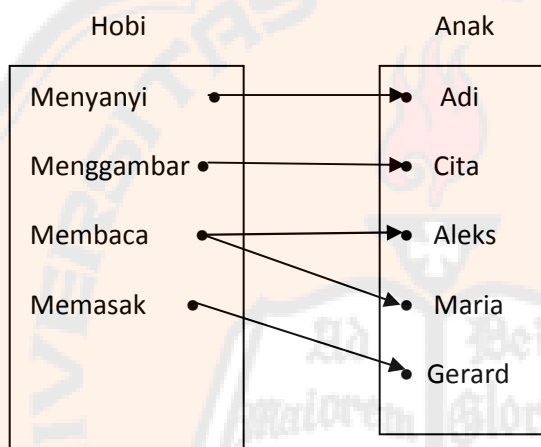 Hobi Anak
Menyanyi Adi
Menggambar Cita
Membaca Aleks
Memasak Maria
Gerard